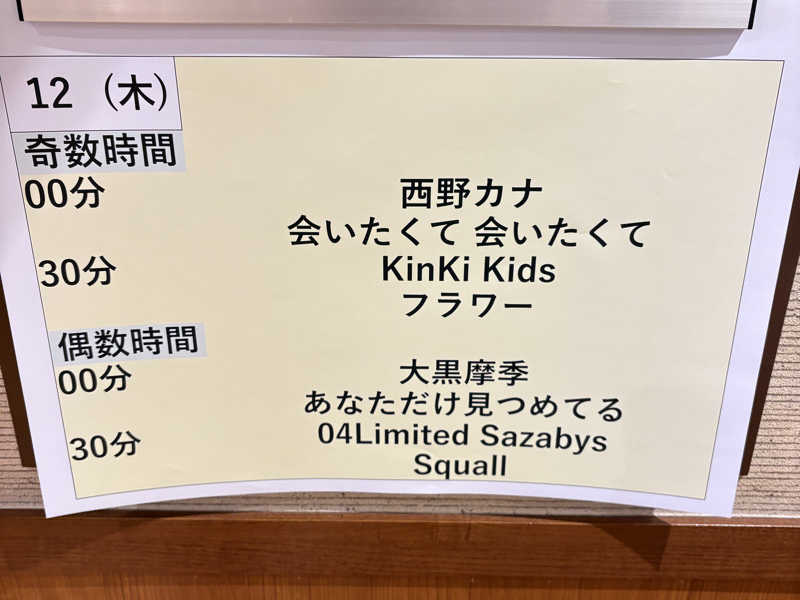 12 (木)
奇数時間
00分
西野カナ
会いたくて 会いたくて
30分
KinKi Kids
フラワー
偶数時間
00分
大黒摩季
あなただけ見つめてる
30分
04Limited Sazabys
Squall